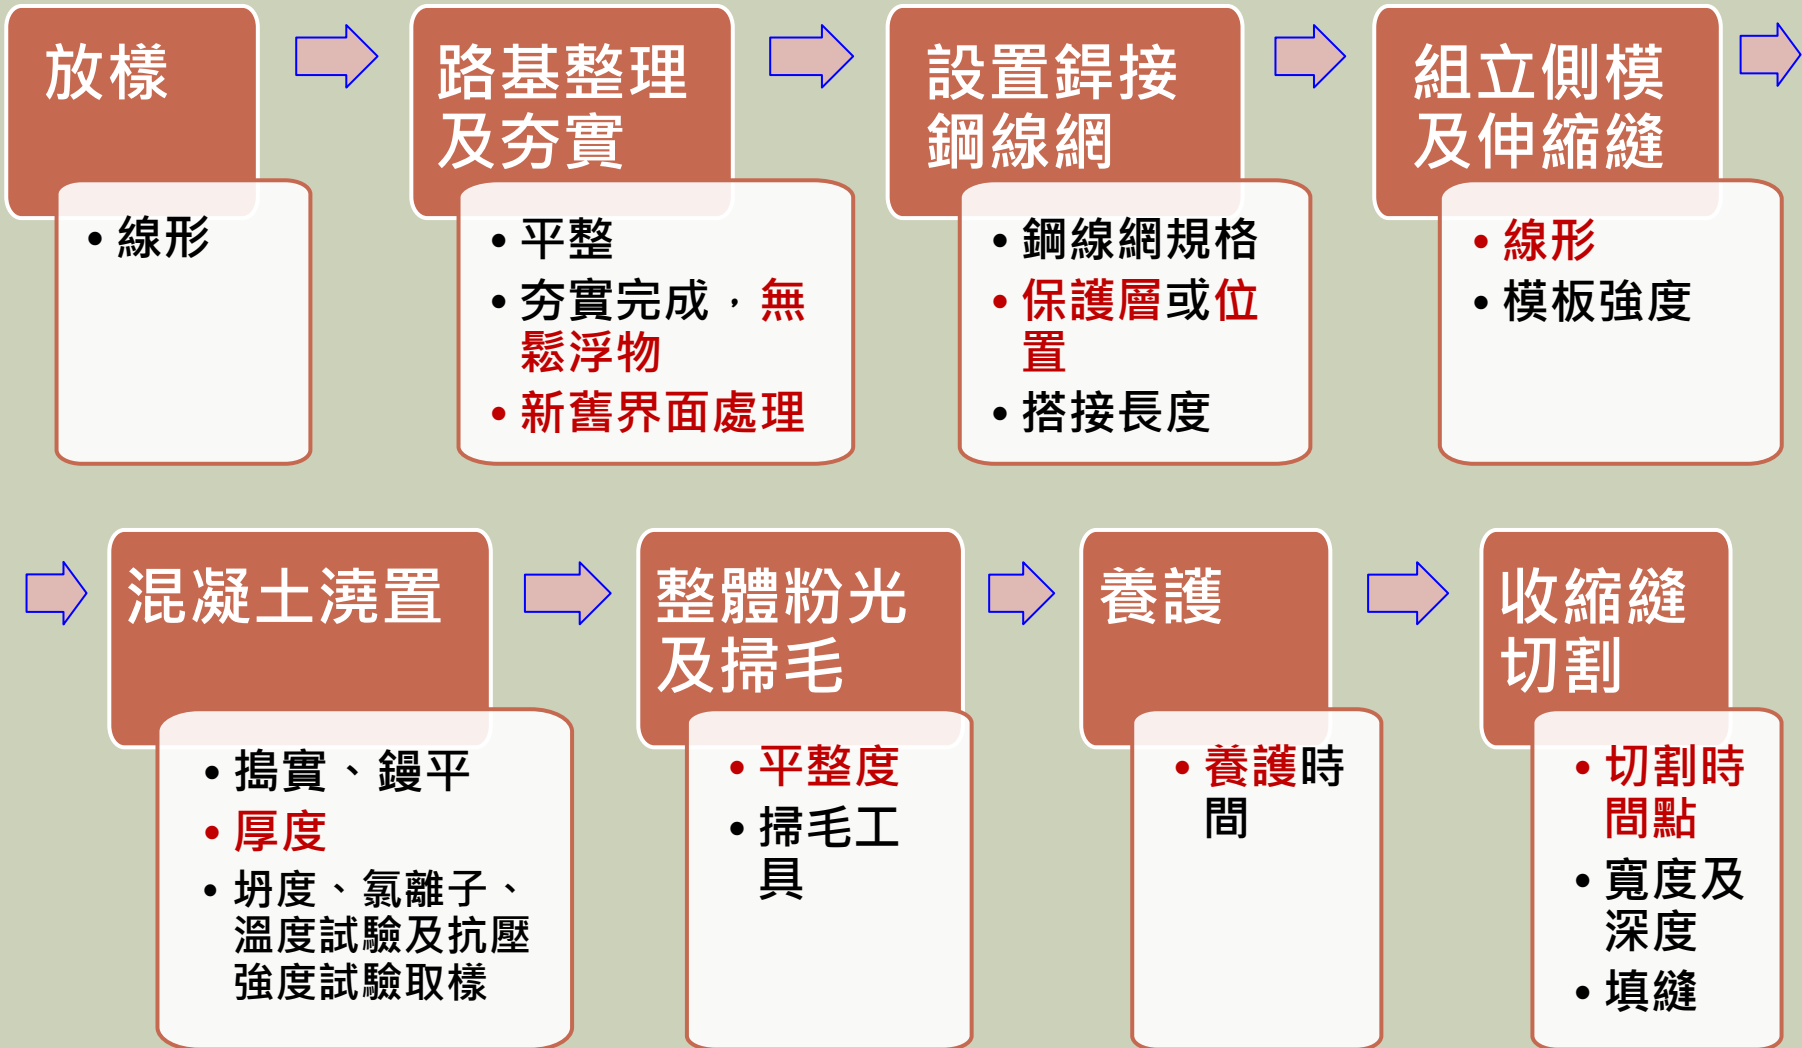 放樣
• 線形
路基整理
及夯實
• 平整
• 夯實完成，無
鬆浮物
• 新舊界面處理
設置銲接
鋼線網
• 鋼線網規格
• 保護層或位
置
• 搭接長度
組立側模
及伸縮縫
• 線形
• 模板強度
混凝土澆置
• 搗實、鏝平
• 厚度
• 坍度、氯離子、
溫度試驗及抗壓
強度試驗取樣
整體粉光
及掃毛
• 平整度
• 掃毛工
具
養護
• 養護時
間
收縮縫
切割
• 切割時
間點
• 寬度及
深度
• 填縫